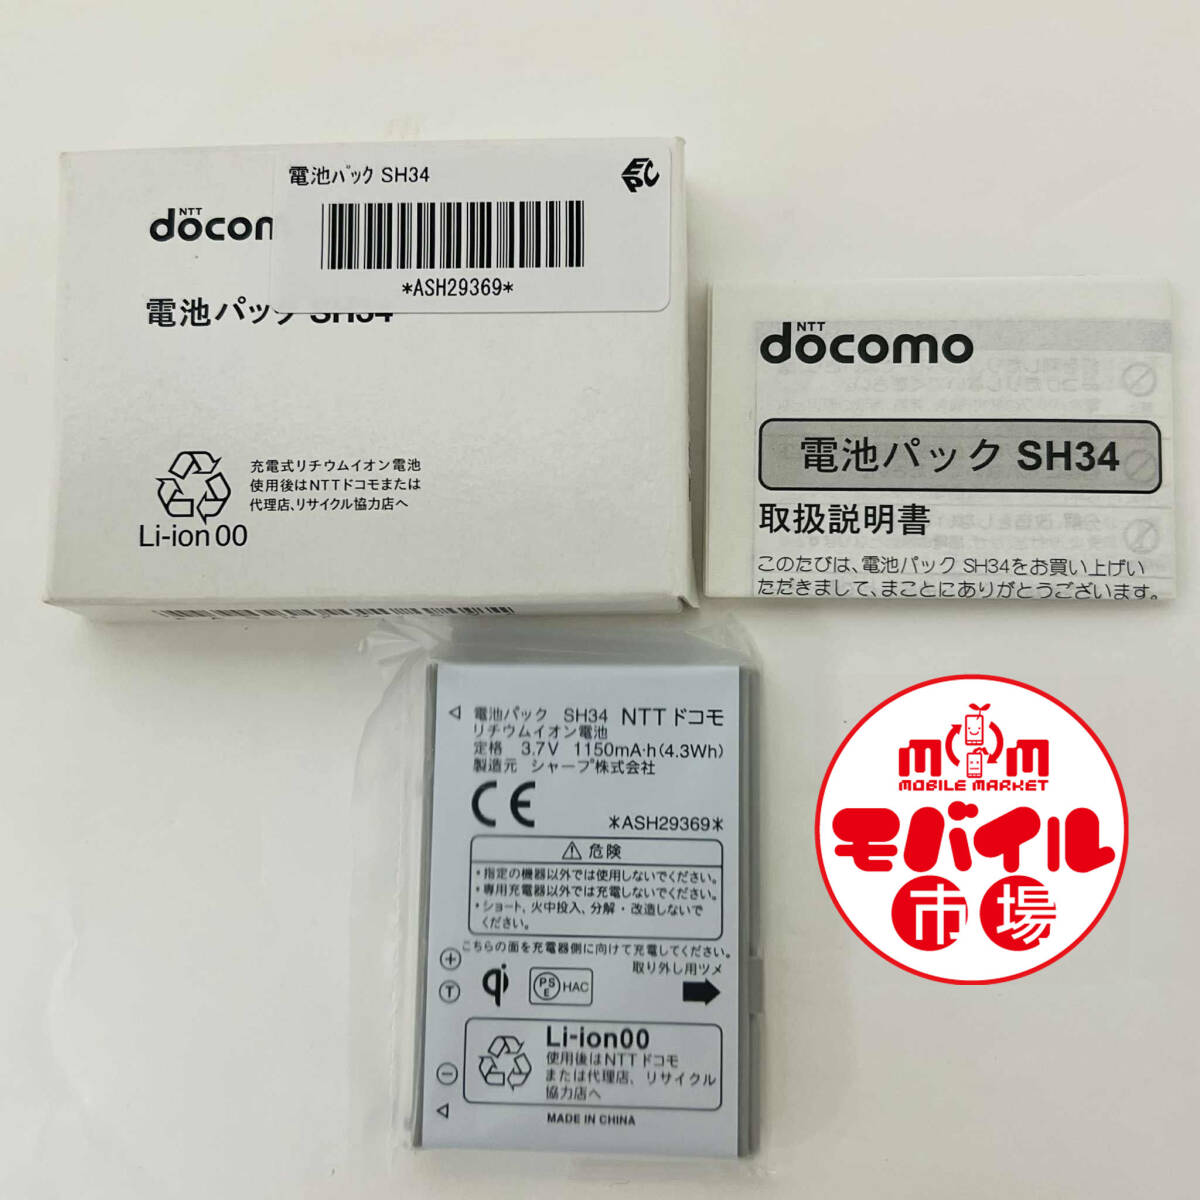 電池パック SH34
EPC
*ASH29369*
NTT
docom
電池パック SH34
充電式リチウムイオン電池
使用後はNTTドコモまたは
代理店、リサイクル協力店へ
Li-ion 00
NTT
docomo
電池パック SH34
取扱説明書
このたびは、電池パック SH34をお買い上げい
ただきまして、まことにありがとうございます。
電池パック SH34 NTTドコモ
リチウムイオン電池
定格 3.7V 1150mA·h(4.3Wh)
製造元 シャープ株式会社
CE
*ASH29369*
⚠危険
・指定の機器以外では使用しないでください。
・専用充電器以外では充電しないでください。
・ショート、火中投入、分解・改造しないで
ください。
こちらの面を充電器側に向けて充電してください。
取り外し用ツメ
+
T
qi
PSE HAC
Li-ion00
使用後はNTTドコモ
または代理店、リサイクル
協力店へ
−
MADE IN CHINA
mom
MOBILE MARKET
モバイル
市場